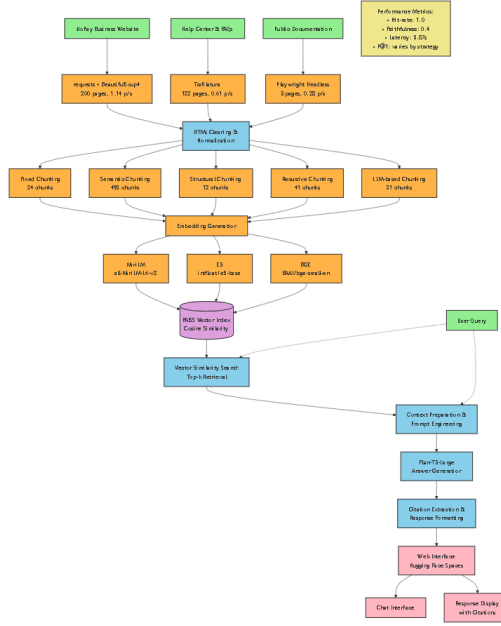 JioPay Business Website
Help Center & FAQs
Public Documentation
Performance Metrics:
• Hit-rate: 1.0
• Faithfulness: 0.4
• Latency:
• P@1: varies by strategy
requests + BeautifulSoup4
200 pages, 1.14 p/s
Trafilatura
132 pages, 0.61 p/s
Playwright Headless
5 pages, 0.28 p/s
HTML Cleaning &
Normalization
Fixed Chunking
34 chunks
Semantic Chunking
chunks
Structural Chunking
12 chunks
Recursive Chunking
41 chunks
LLM-based Chunking
31 chunks
Embedding Generation
MiniLM
all-MiniLM-L6-v2
E5
intfloat/e5-base
BGE
BAAI/bge-small-en
FAISS Vector Index
Cosine Similarity
User Query
Vector Similarity Search
Top-k Retrieval
Context Preparation &
Prompt Engineering
Flan-T5-Large
Answer Generation
Citation Extraction &
Response Formatting
Web Interface
Hugging Face Spaces
Chat Interface
Response Display
with Citations